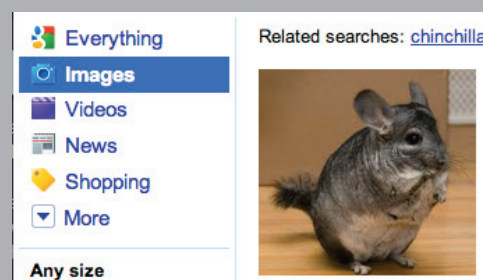 Everything
Images
Videos
News
Shopping
More
Any size
Related searches: chinchilla